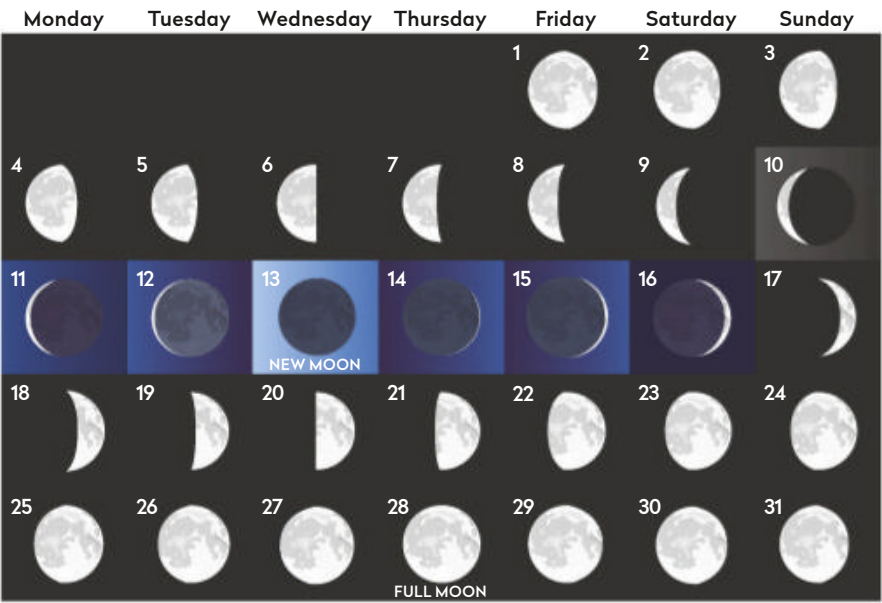 Monday Tuesday Wednesday Thursday Friday Saturday Sunday
1 2 3
4 5 6 7 8 9 10
11 12 13 14 15 16 17
NEW MOON
18 19 20 21 22 23 24
25 26 27 28 29 30 31
FULL MOON